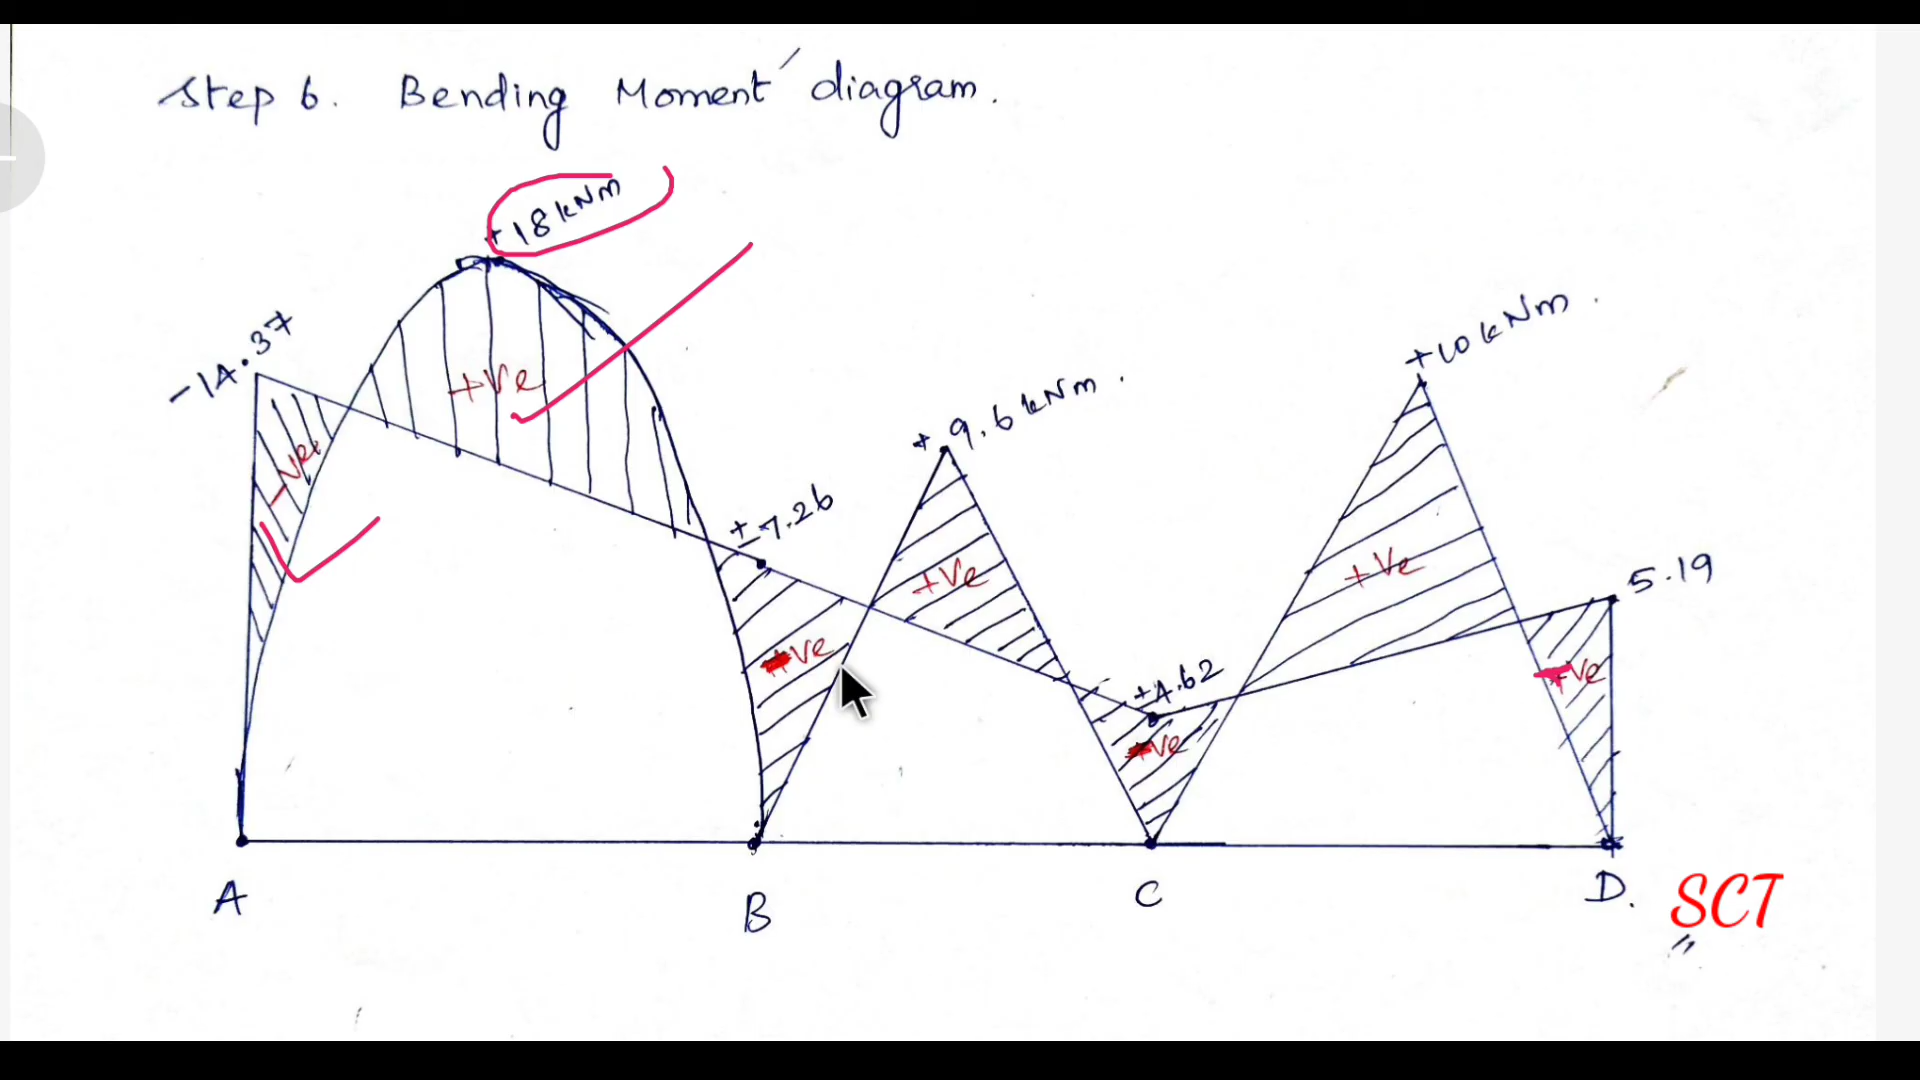 Step 6. Bending Moment diagram.
+18 kNm
-14.37
+10 kNm.
+9.6 kNm.
+ve
± 7.26
-ve
+ve
+ve
5.19
ve
±4.62
ve
ve
A
B
C
D.
SCT